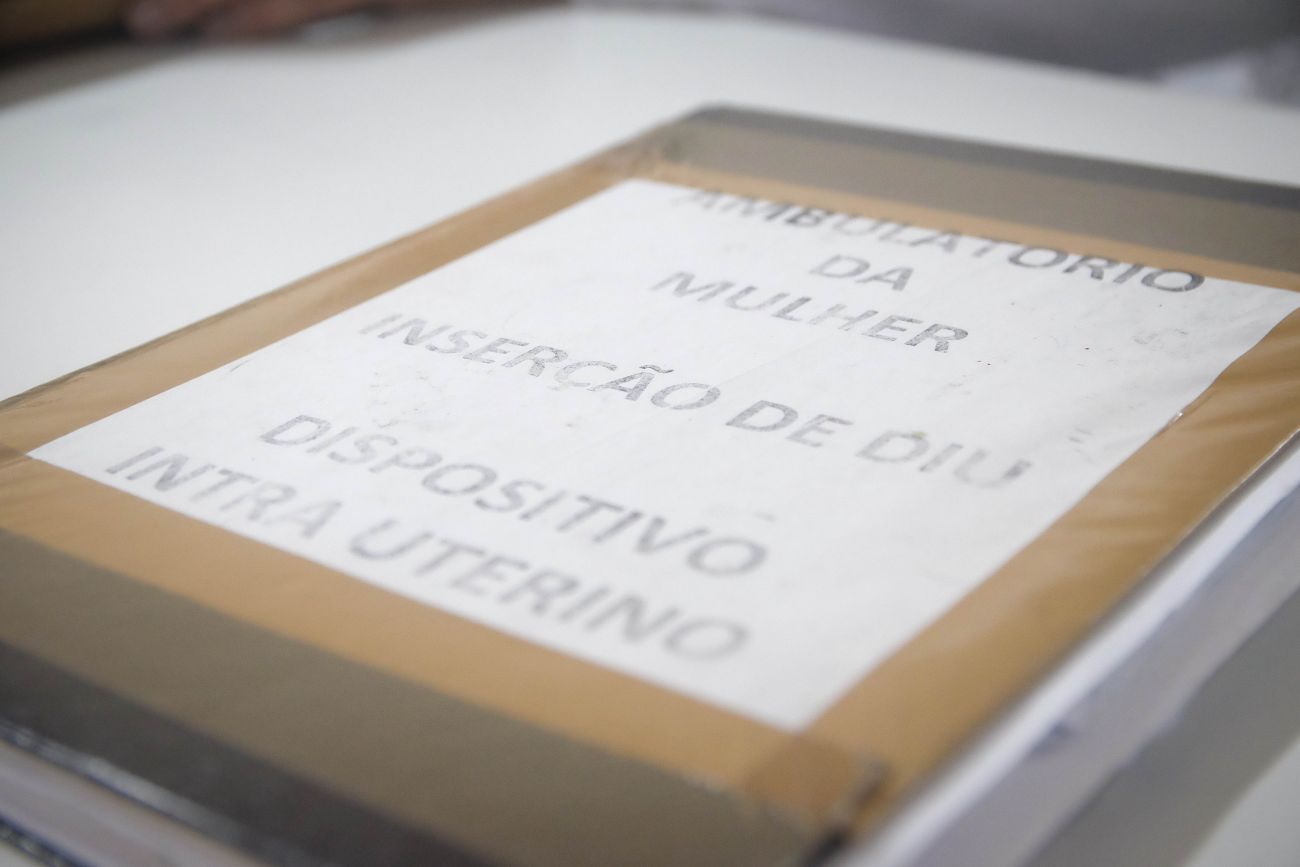 AMBULATORIO
DA
MULHER
INSERÇÃO DE DIU
DISPOSITIVO
INTRA UTERINO